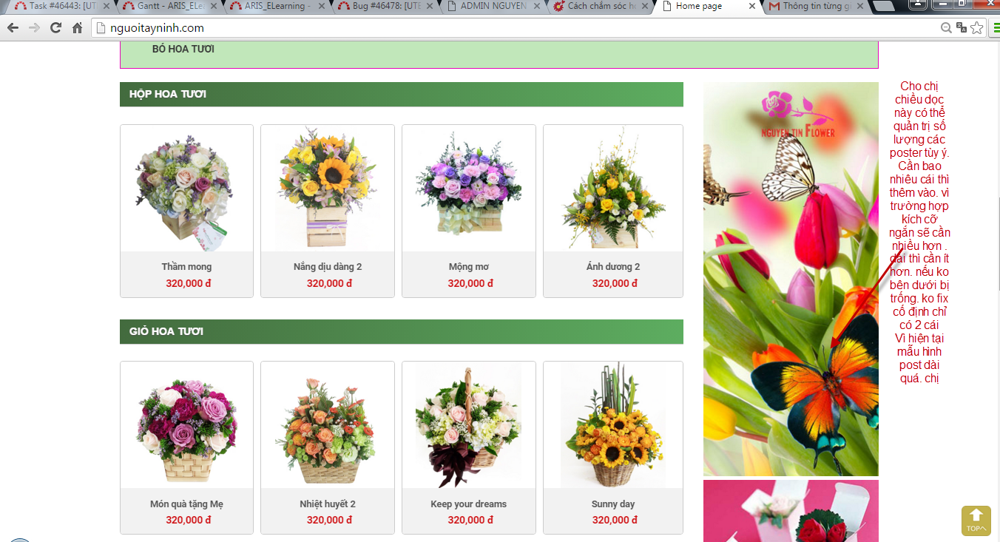 Task #46443: [UT
Gantt - ARIS_ELea
ARIS_ELearning -
Bug #46478: [UTE
ADMIN NGUYEN
Cách chăm sóc h
Home page
Thông tin từng g
nguoitayninh.com
BÓ HOA TƯƠI
HỘP HOA TƯƠI
Thầm mong
320,000 đ
Nắng dịu dàng 2
320,000 đ
Mộng mơ
320,000 đ
Ánh dương 2
320,000 đ
GIỎ HOA TƯƠI
Món quà tặng Mẹ
320,000 đ
Nhiệt huyết 2
320,000 đ
Keep your dreams
320,000 đ
Sunny day
320,000 đ
NGUYEN TIN FLOWER
Cho chị
chiều dọc
này có thể
quản trị số
lượng các
poster tùy ý.
Cần bao
nhiêu cái thì
thêm vào. vì
trường hợp
kích cỡ
ngắn sẽ cần
nhiều hơn .
dài thì cần ít
hơn. nếu ko
bên dưới bị
trống. ko fix
cố định chỉ
có 2 cái
Vì hiện tại
mẫu hình
post dài
quá. chị
TOP